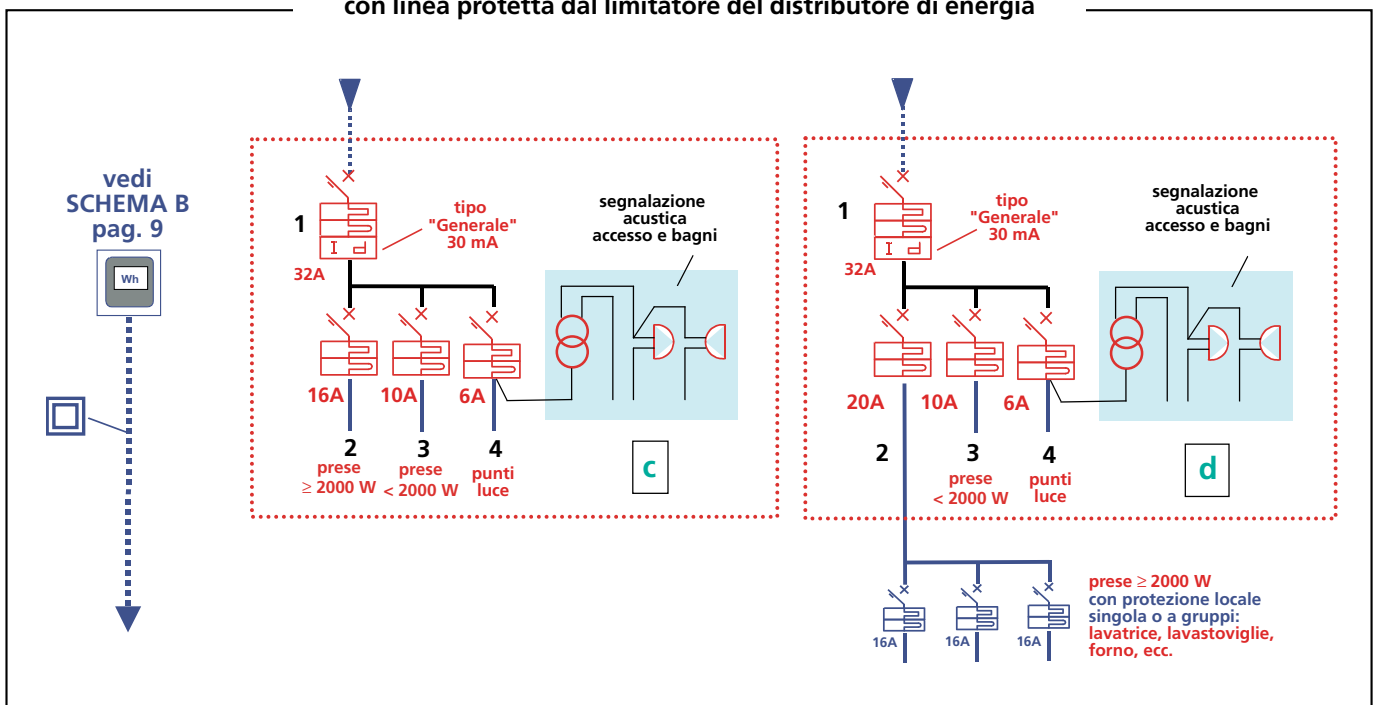 con linea protetta dal limitatore del distributore di energia
vedi
SCHEMA B
pag. 9
Wh
1
I d
32A
tipo
"Generale"
30 mA
segnalazione
acustica
accesso e bagni
16A
10A
6A
2
prese
≥ 2000 W
3
prese
< 2000 W
4
punti
luce
c
1
I d
32A
tipo
"Generale"
30 mA
segnalazione
acustica
accesso e bagni
20A
10A
6A
2
3
prese
< 2000 W
4
punti
luce
d
16A
16A
16A
prese ≥ 2000 W
con protezione locale
singola o a gruppi:
lavatrice, lavastoviglie,
forno, ecc.